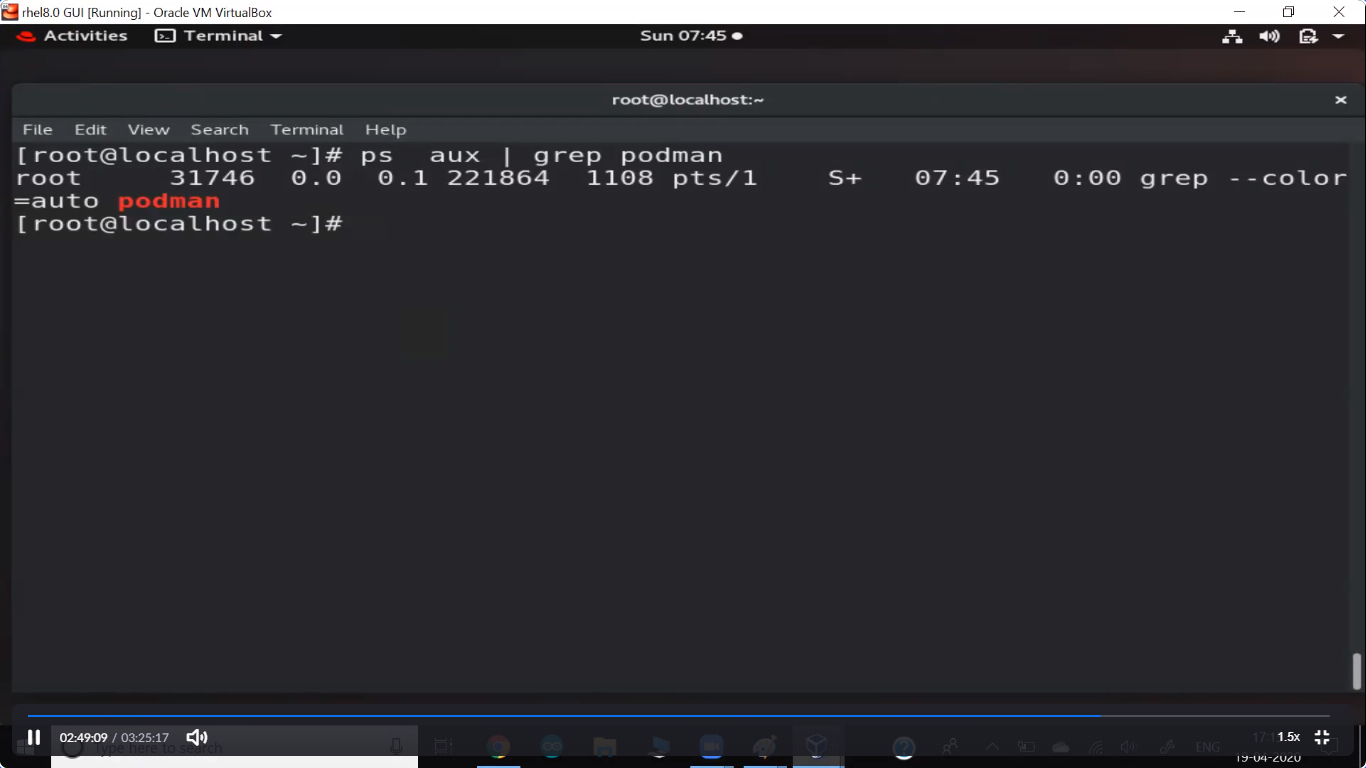 rhel8.0 GUI [Running] - Oracle VM VirtualBox
Activities Terminal Sun 07:45
root@localhost:~
File Edit View Search Terminal Help
[root@localhost ~]# ps  aux | grep podman
root     31746  0.0  0.1 221864  1108 pts/1    S+   07:45   0:00 grep --color
=auto podman
[root@localhost ~]#
02:49:09 / 03:25:17
Type here to search
ENG
1.5x
19-04-2020